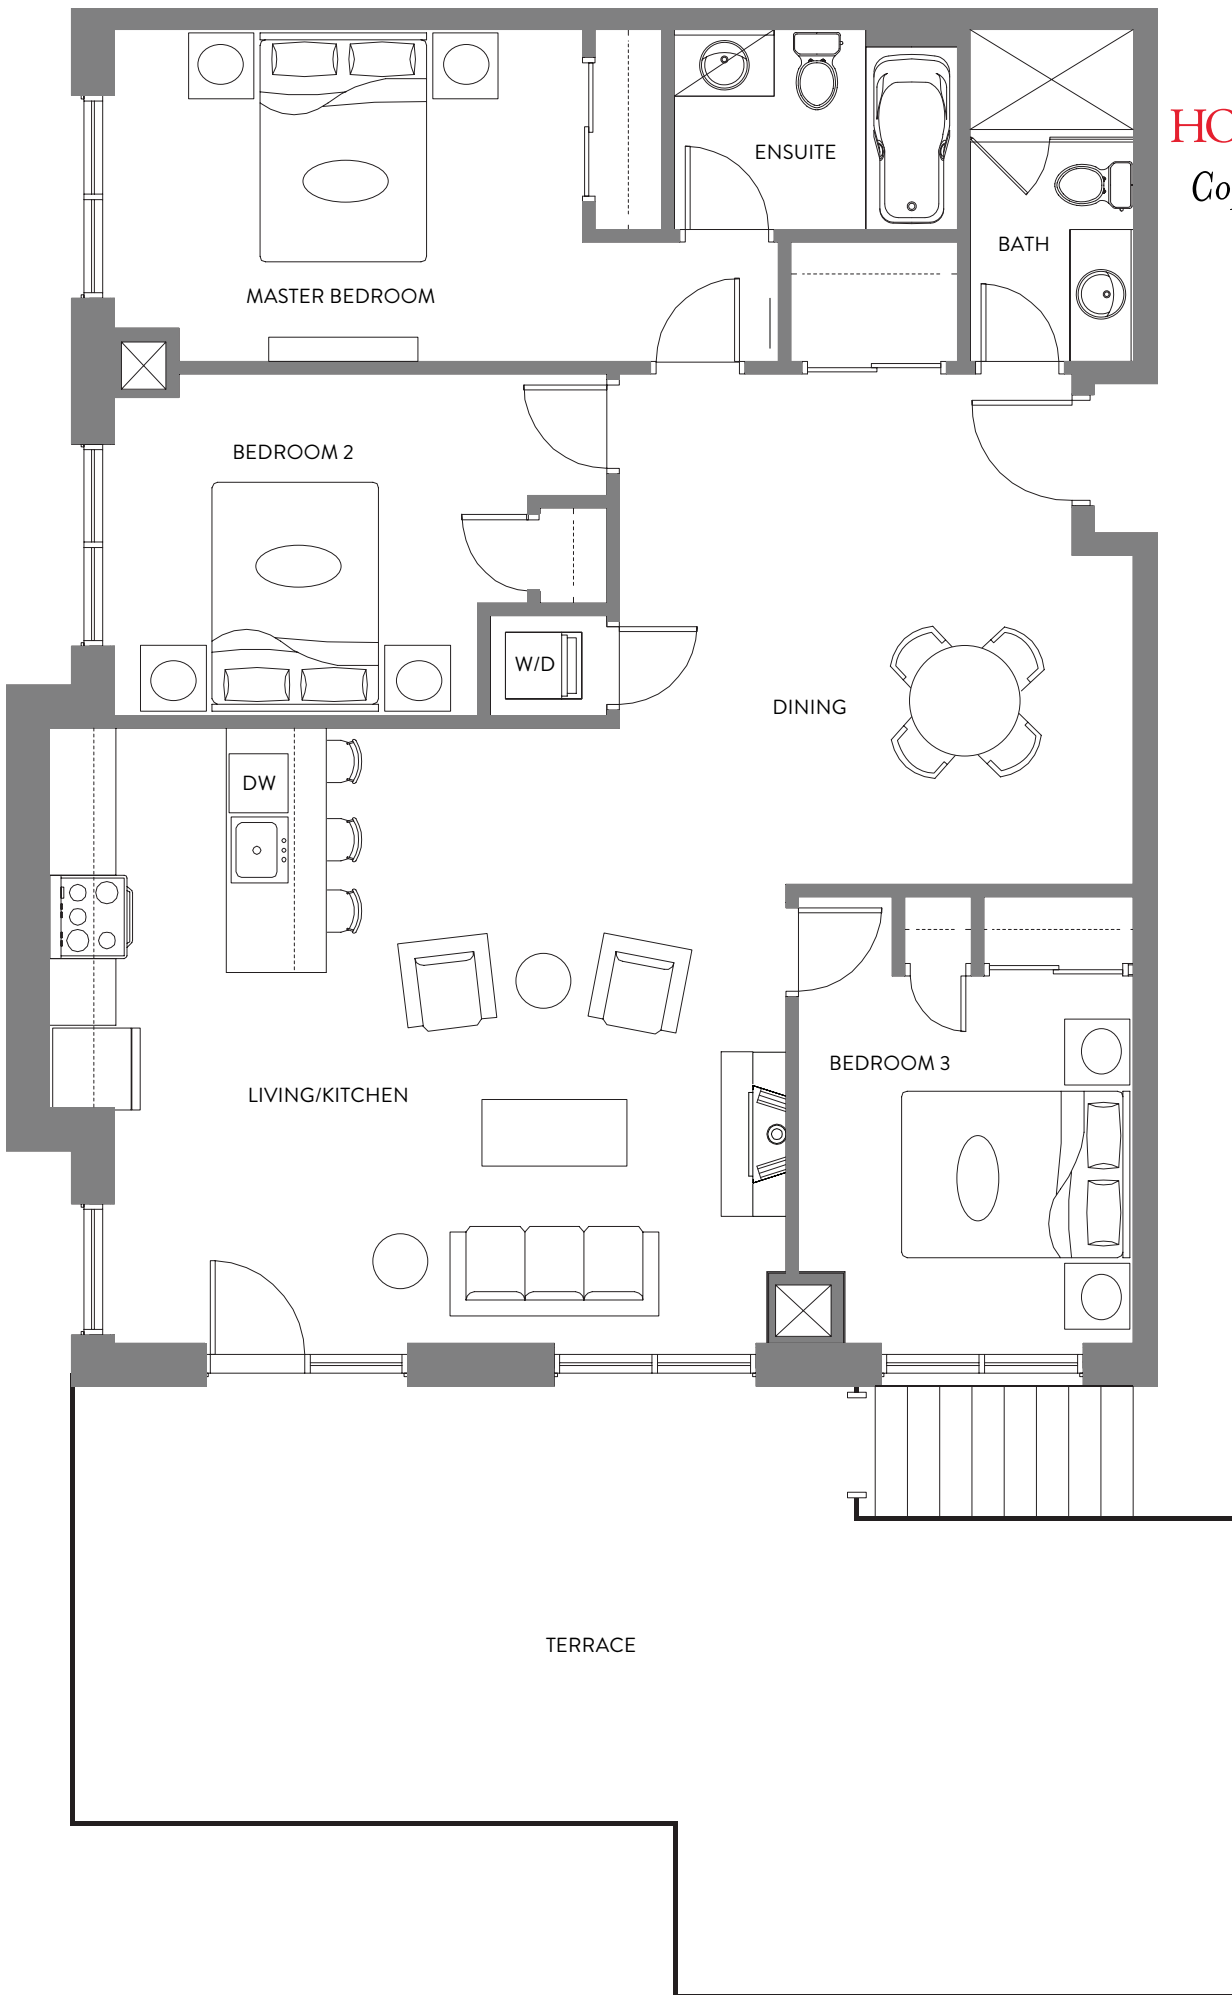 ENSUITE
BATH
MASTER BEDROOM
BEDROOM 2
W/D
DINING
DW
BEDROOM 3
LIVING/KITCHEN
TERRACE